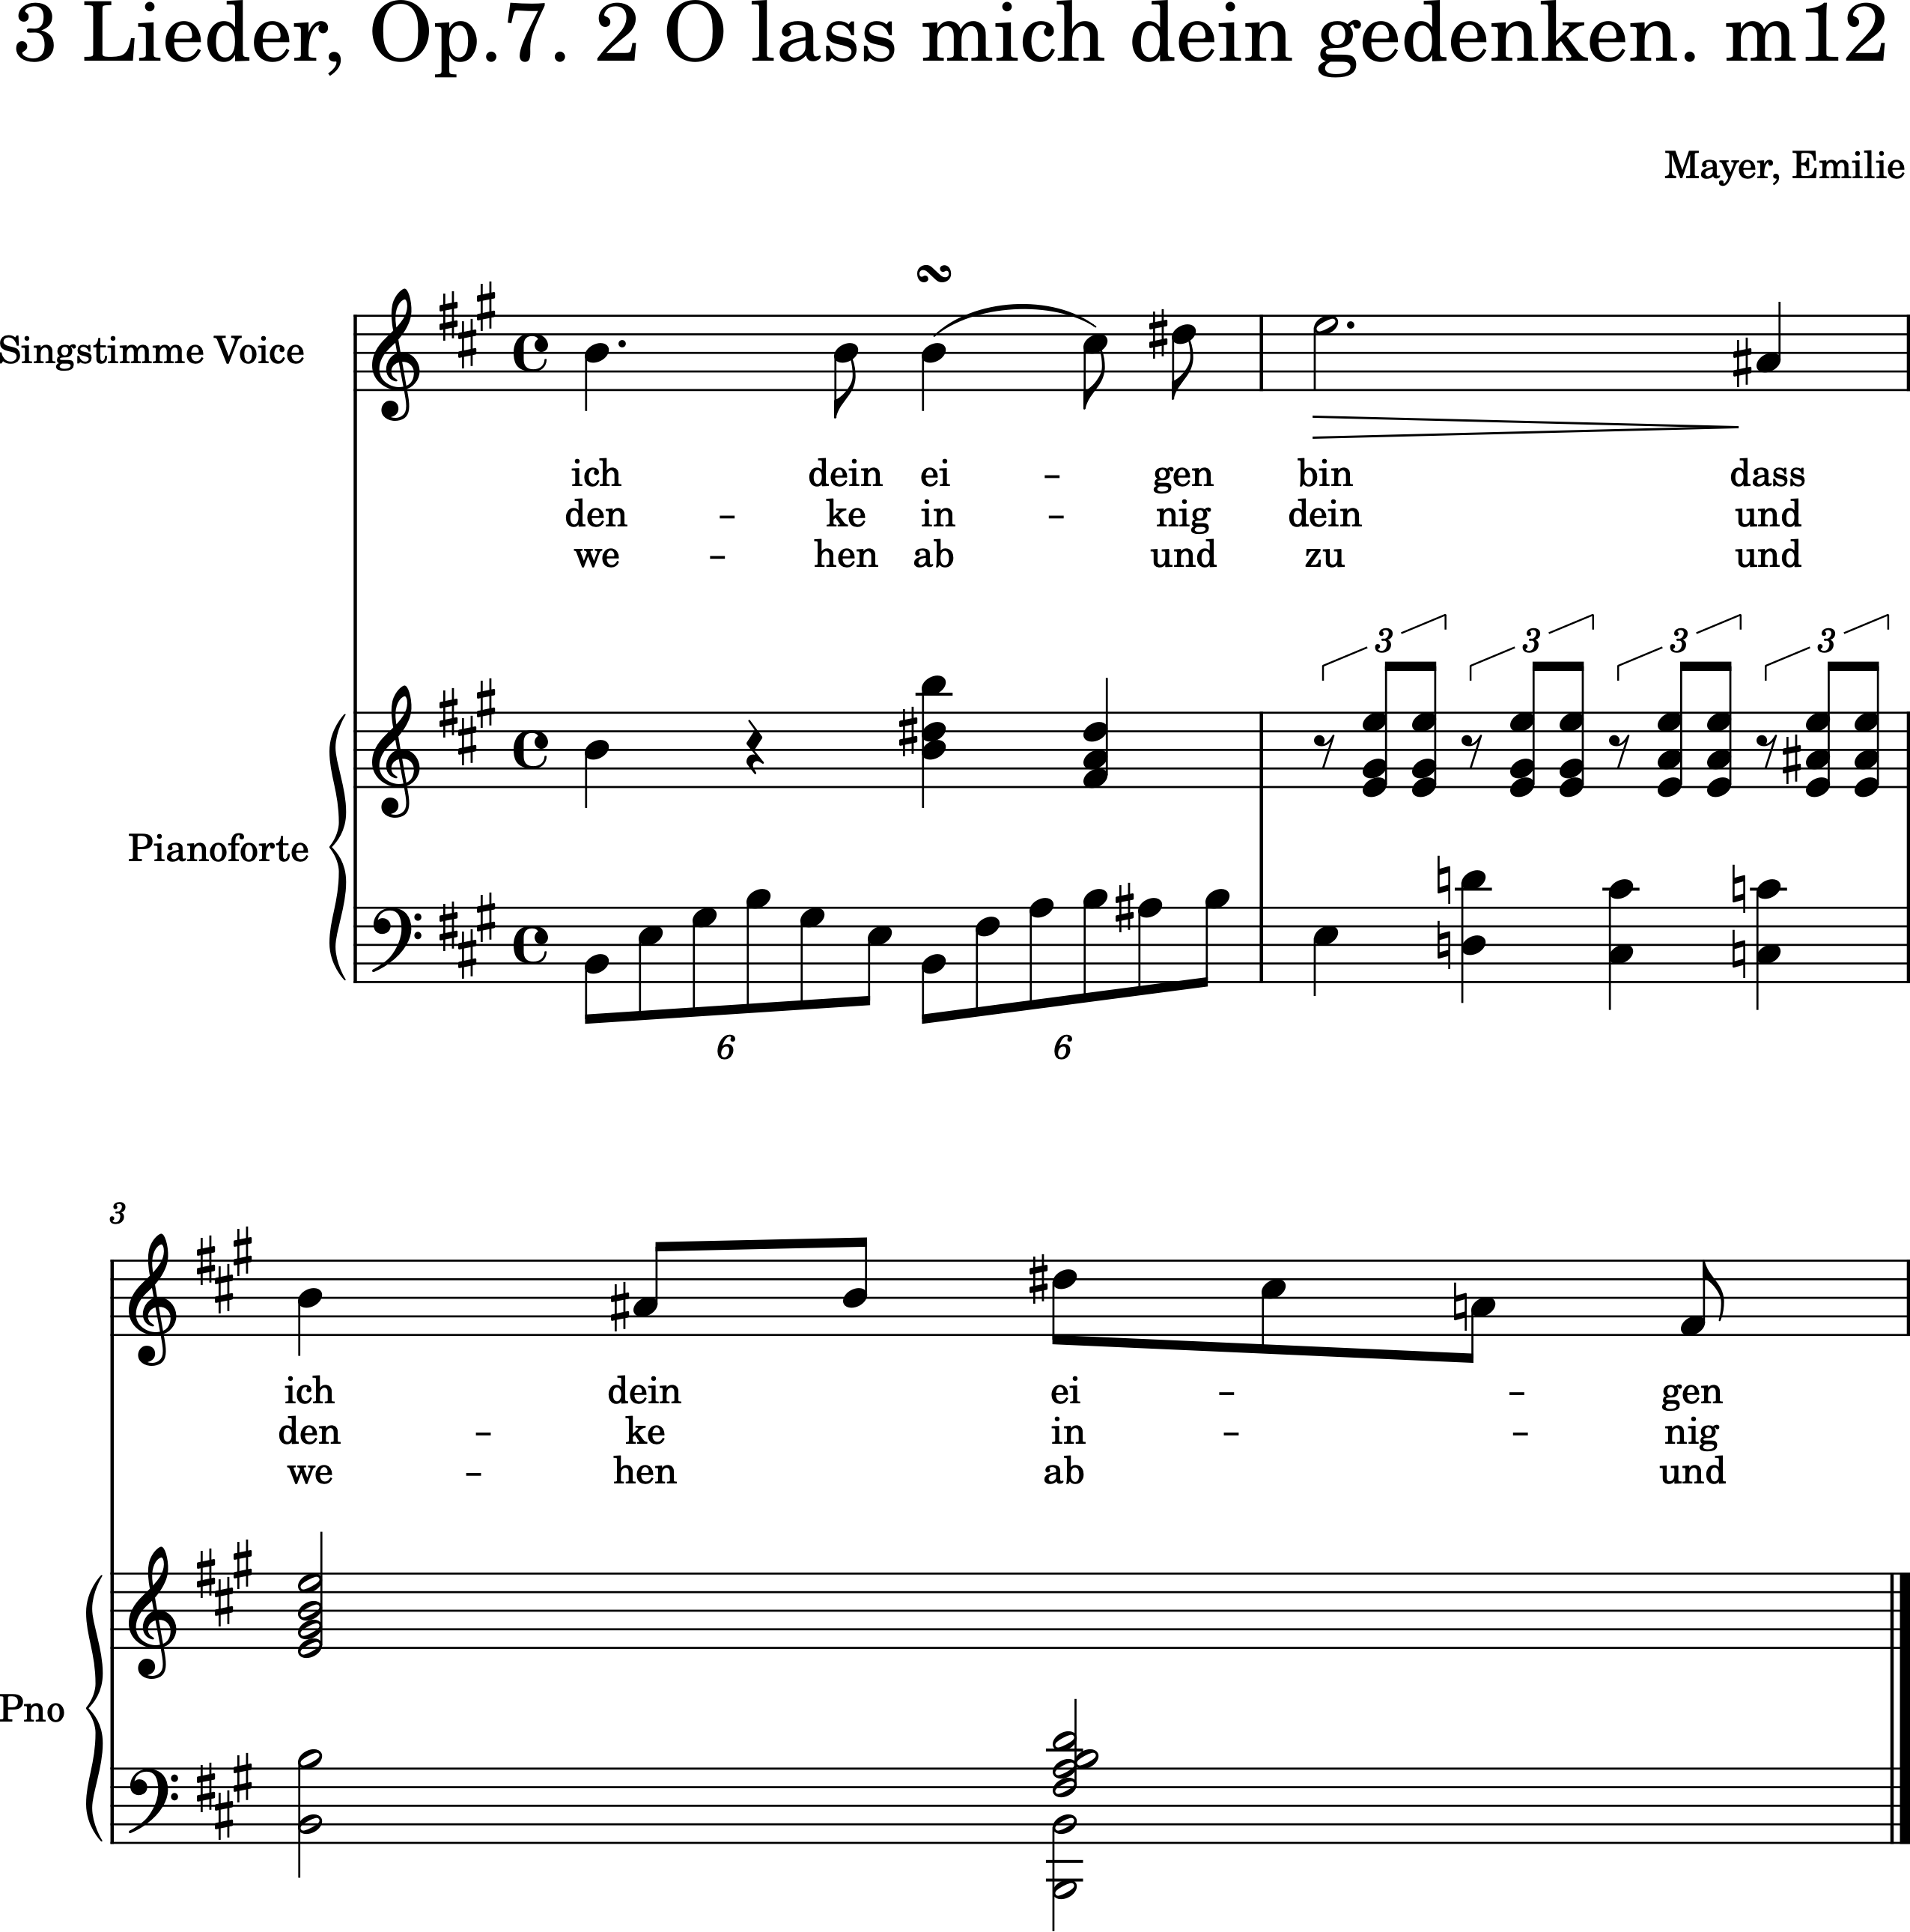 3 Lieder, Op.7. 2 O lass mich dein gedenken. m12
Mayer, Emilie
Singstimme Voice
ich dein ei – gen bin dass
den – ke in – nig dein und
we – hen ab und zu und
3 3 3 3
Pianoforte
6 6
3
ich dein ei – – gen
den – ke in – – nig
we – hen ab und
Pno